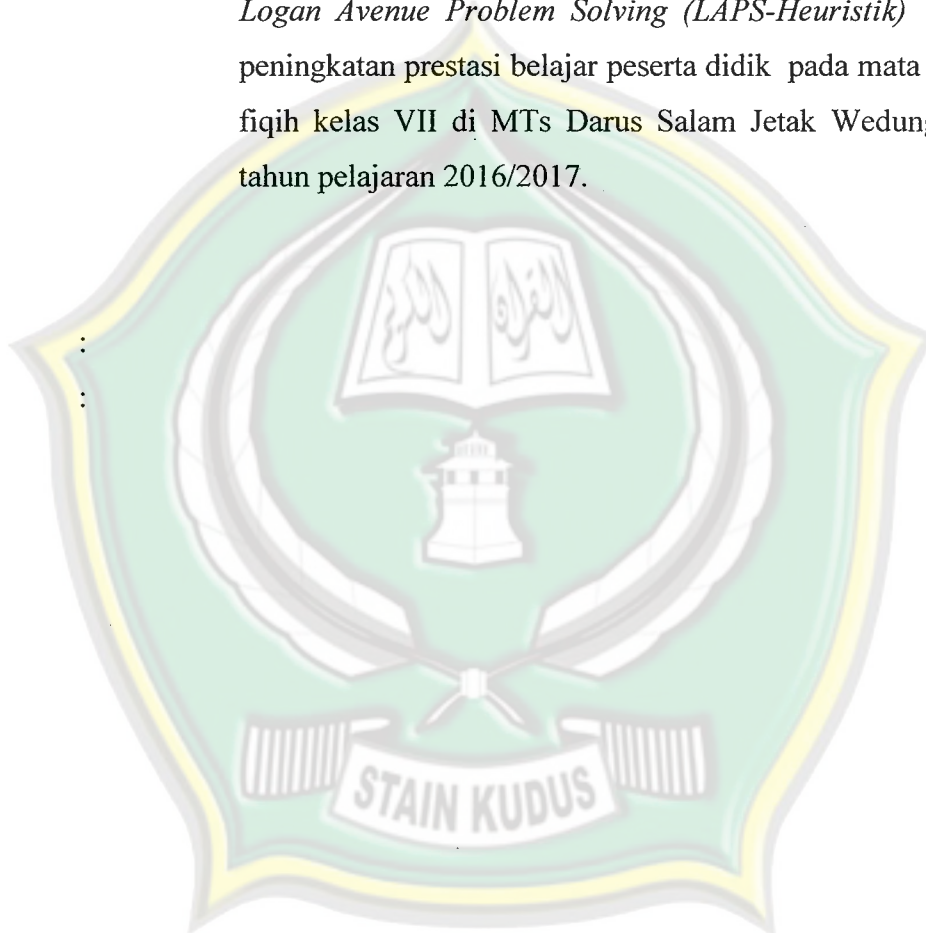 Logan Avenue Problem Solving (LAPS-Heuristik)
peningkatan prestasi belajar peserta didik pada mata
fiqih kelas VII di MTs Darus Salam Jetak Wedung
tahun pelajaran 2016/2017.
:
:
STAIN KUDUS